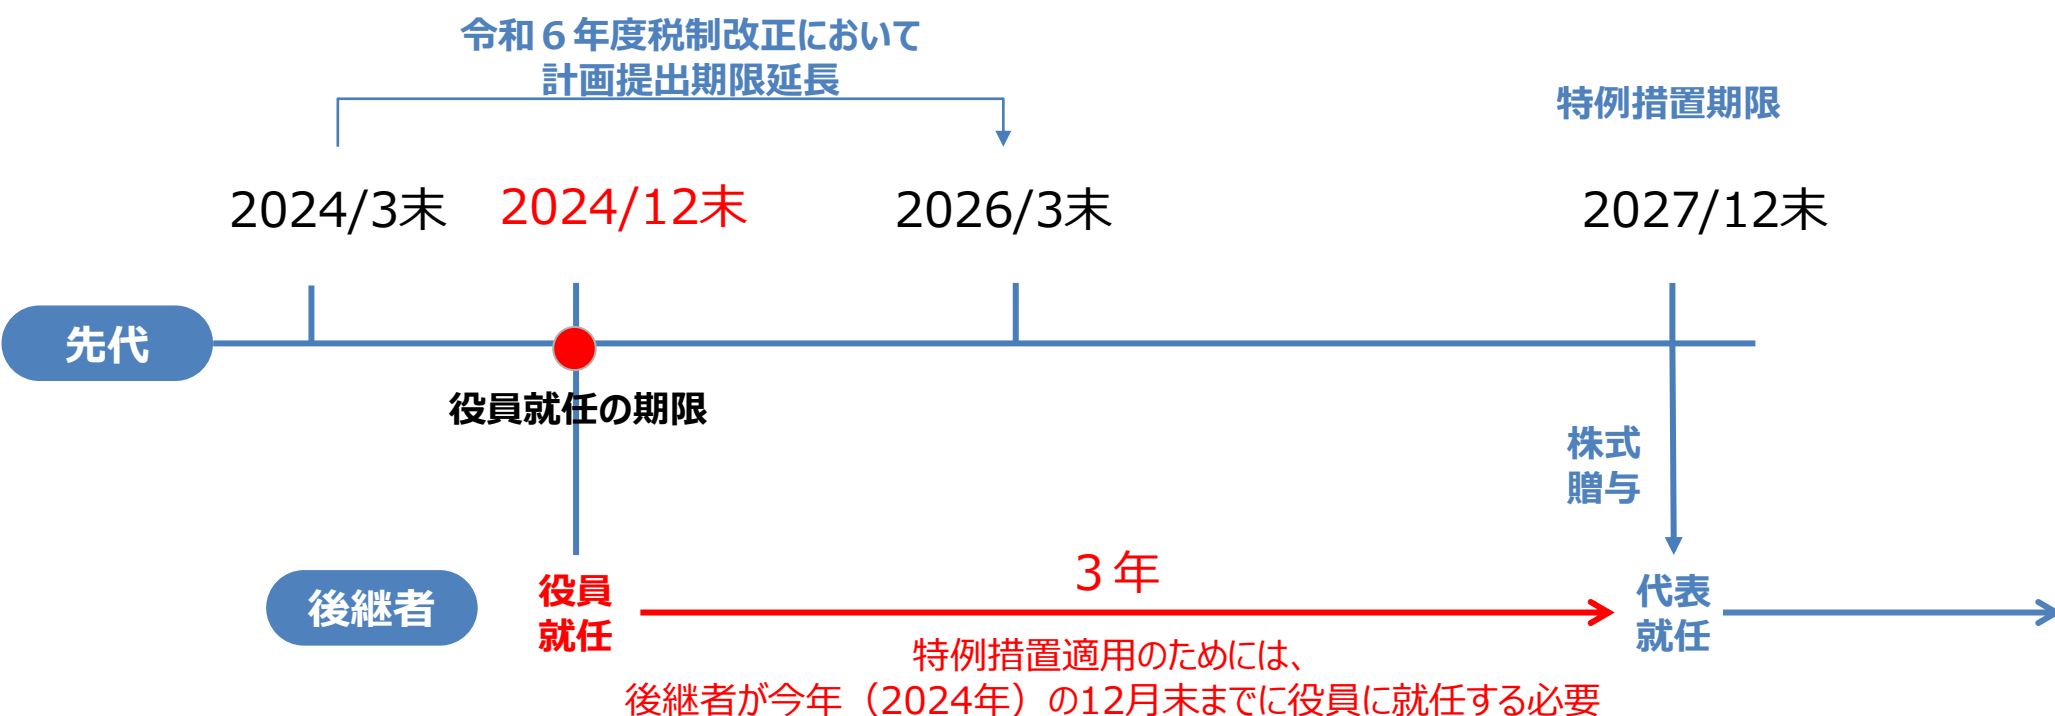 令和６年度税制改正において
計画提出期限延長
特例措置期限
2024/3末
2024/12末
2026/3末
2027/12末
先代
役員就任の期限
株式
贈与
後継者
役員
就任
３年
代表
就任
特例措置適用のためには、
後継者が今年（2024年）の12月末までに役員に就任する必要